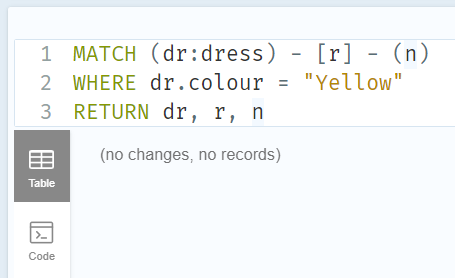 1 MATCH (dr:dress) - [r] - (n)
2 WHERE dr.colour = "Yellow"
3 RETURN dr, r, n
(no changes, no records)
Table
Code